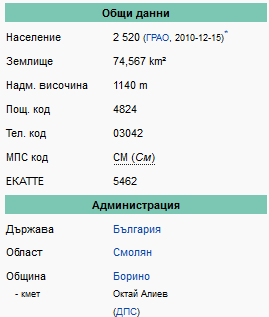 Общи данни
Население 2 520 (ГРАО, 2010-12-15)*
Землище 74,567 km²
Надм. височина 1140 m
Пощ. код 4824
Тел. код 03042
МПС код СМ (См)
ЕКАТТЕ 5462
Администрация
Държава България
Област Смолян
Община Борино
- кмет Октай Алиев
(ДПС)